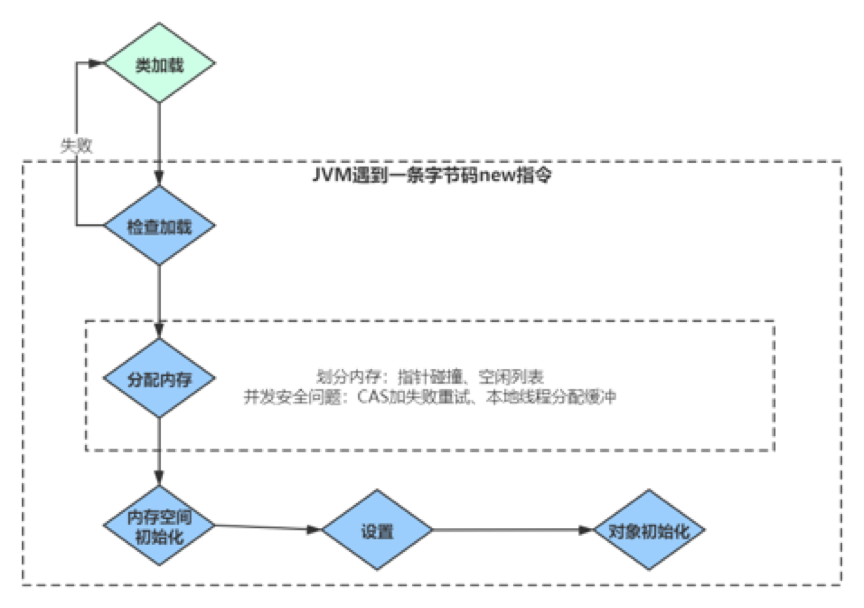 类加载
失败
JVM遇到一条字节码new指令
检查加载
分配内存
划分内存：指针碰撞、空闲列表
并发安全问题：CAS加失败重试、本地线程分配缓冲
内存空间
初始化
设置
对象初始化